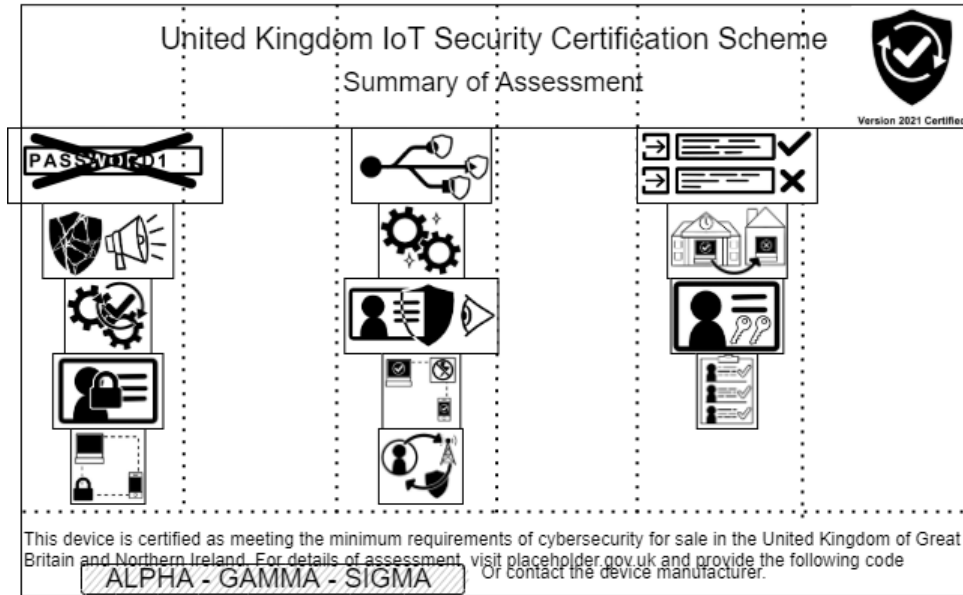 United Kingdom IoT Security Certification Scheme
Summary of Assessment
Version 2021 Certified
PASSWORD1
This device is certified as meeting the minimum requirements of cybersecurity for sale in the United Kingdom of Great
Britain and Northern Ireland. For details of assessment, visit placeholder.gov.uk and provide the following code
ALPHA - GAMMA - SIGMA
Or contact the device manufacturer.